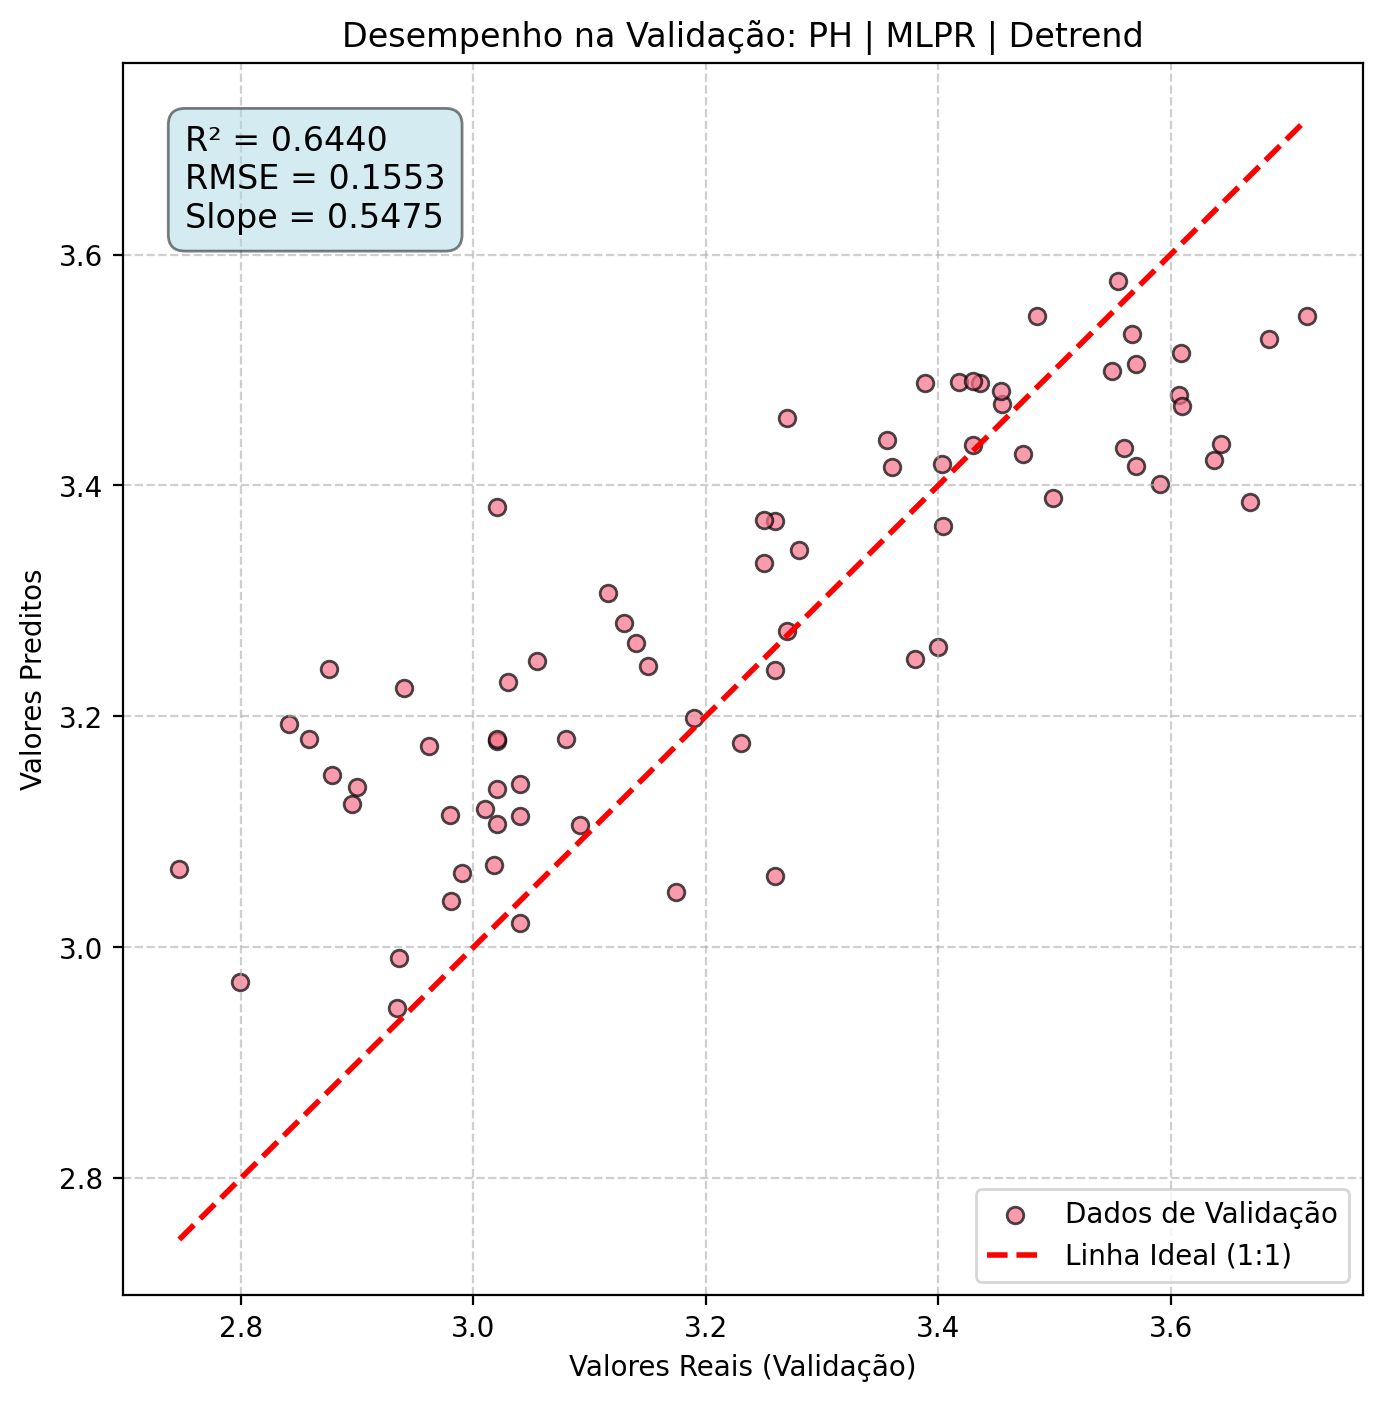 Desempenho na Validação: PH | MLPR | Detrend
R² = 0.6440
RMSE = 0.1553
Slope = 0.5475
3.6
3.4
3.2
3.0
2.8
Valores Preditos
Dados de Validação
Linha Ideal (1:1)
2.8 3.0 3.2 3.4 3.6
Valores Reais (Validação)